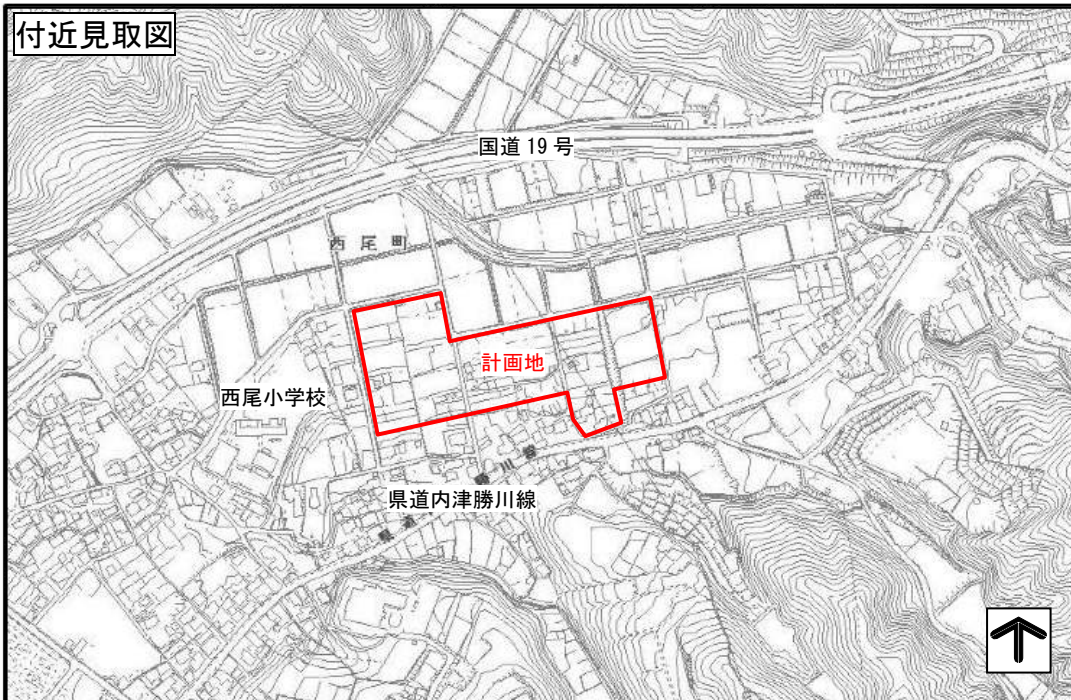 付近見取図
国道19号
西尾町
計画地
西尾小学校
県道内津勝川線